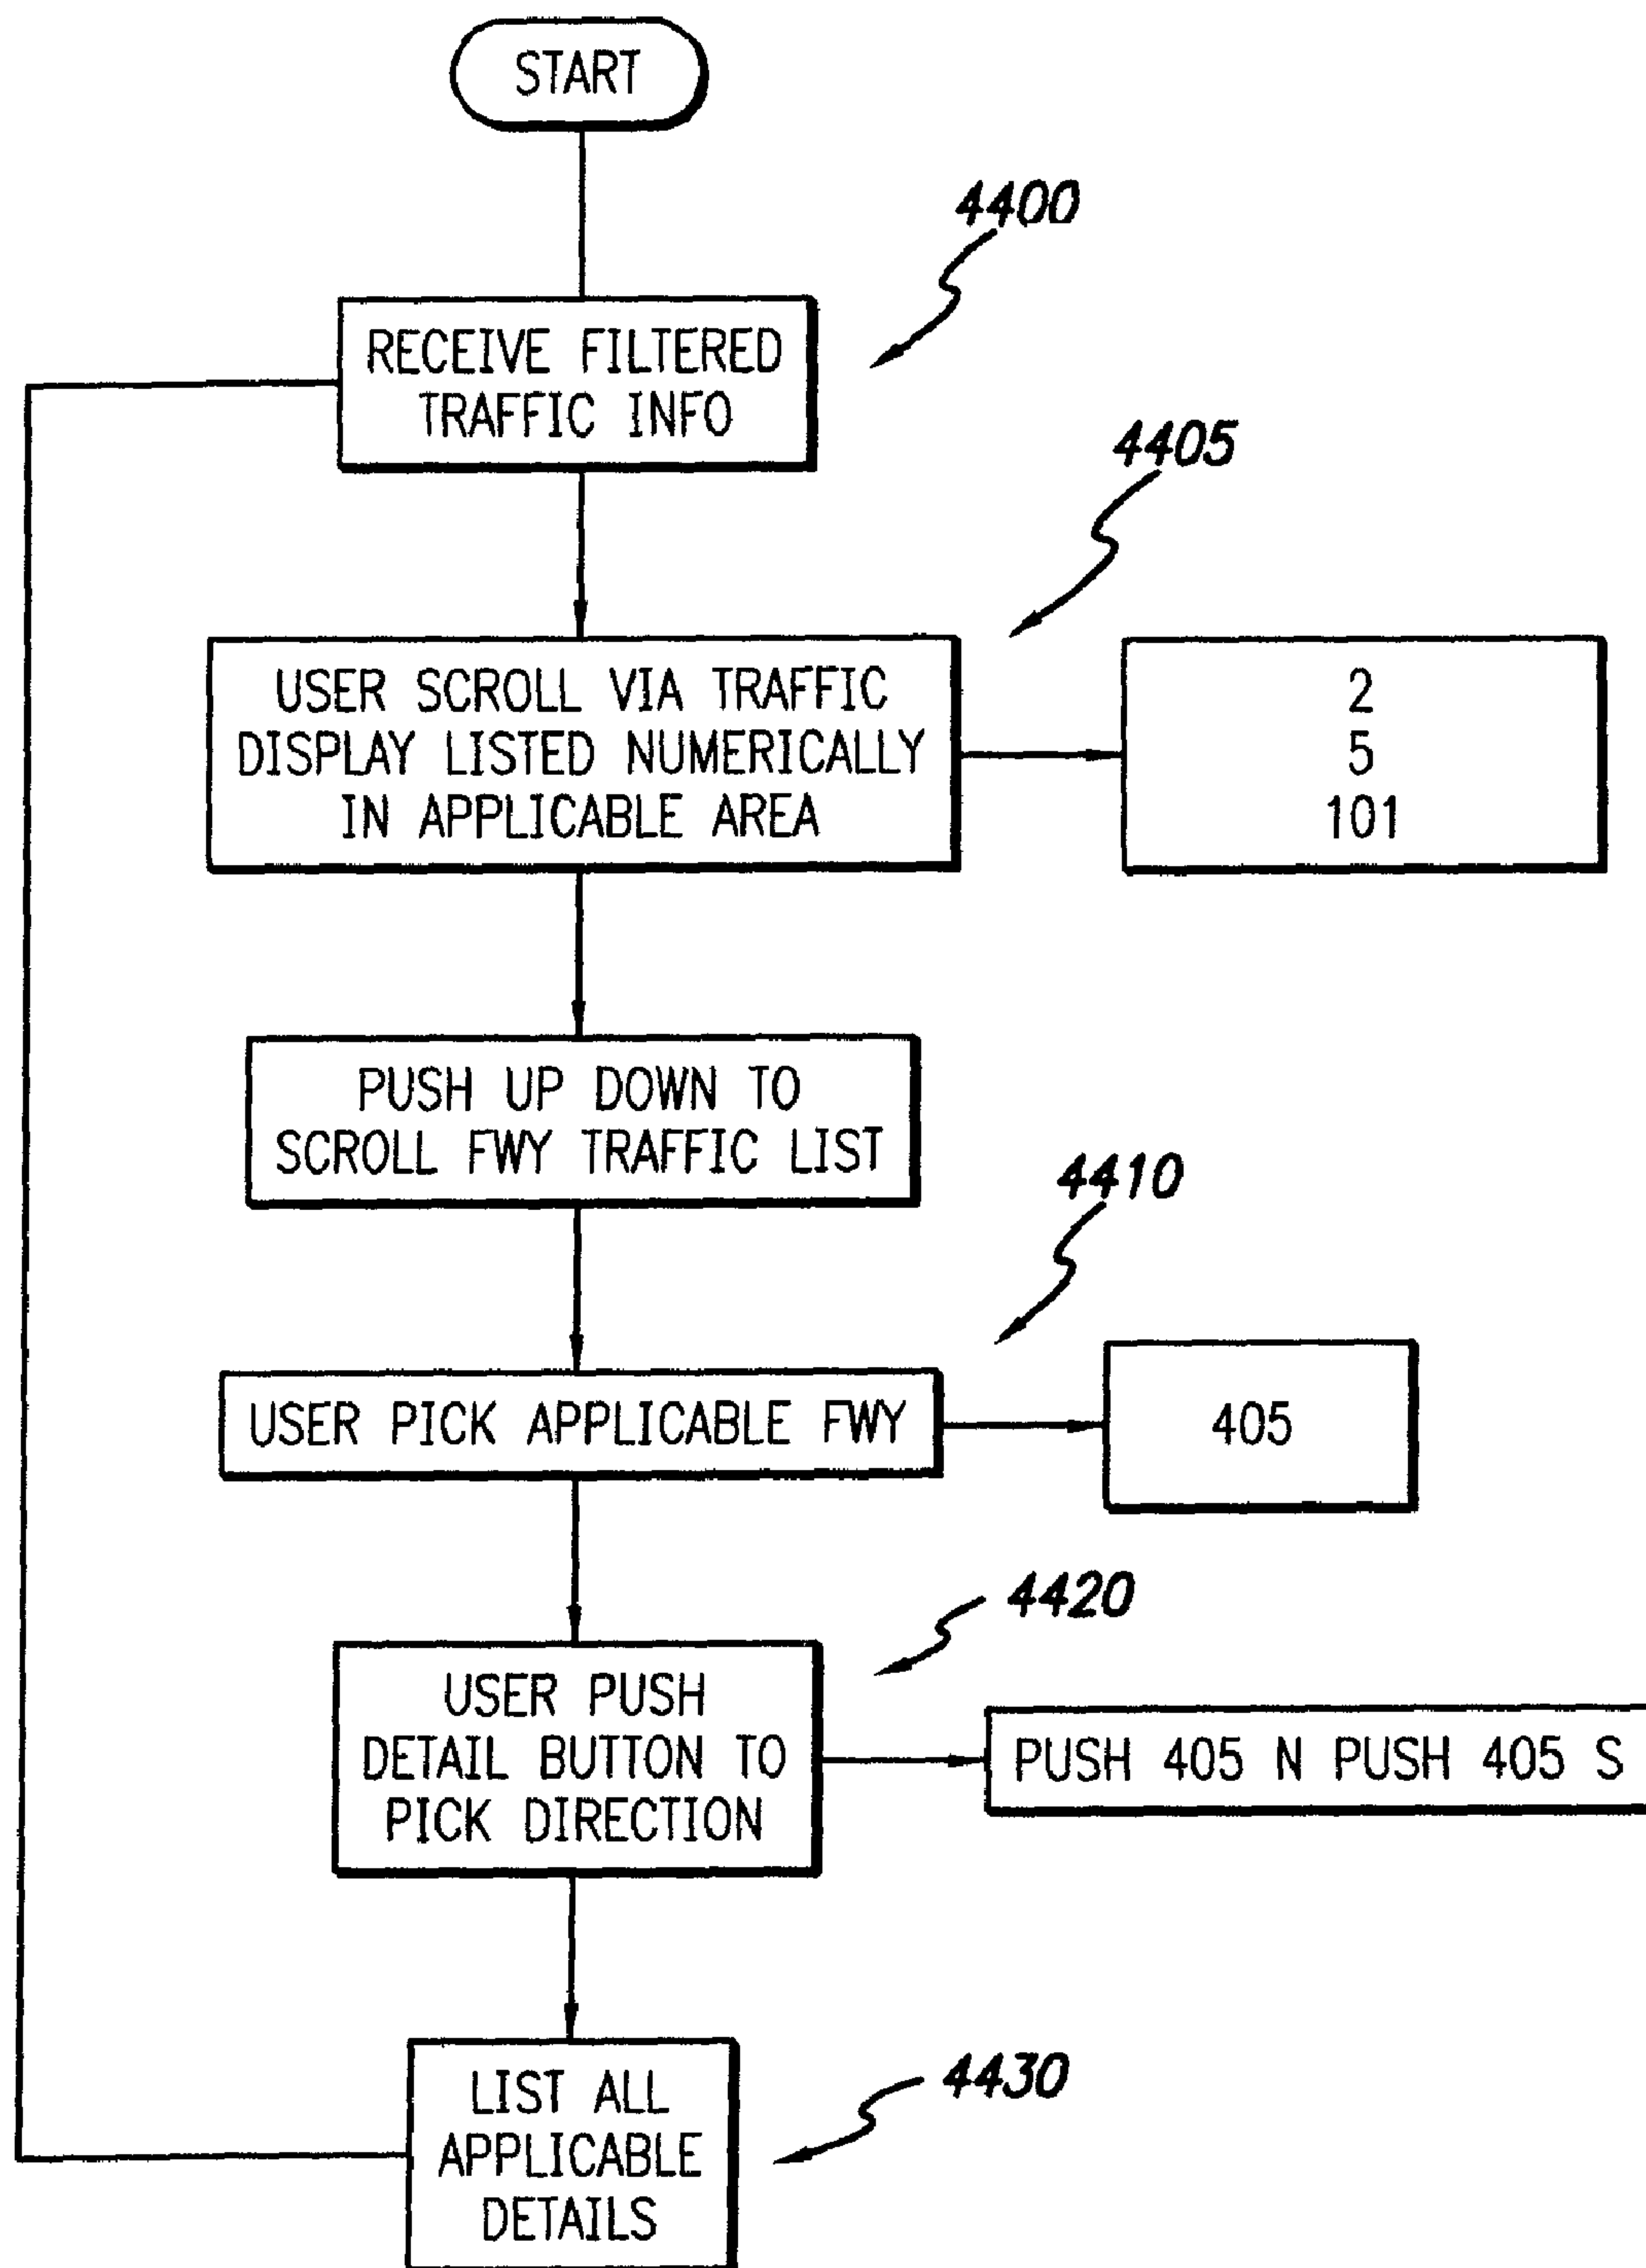 START
4400
RECEIVE FILTERED
TRAFFIC INFO
4405
USER SCROLL VIA TRAFFIC
DISPLAY LISTED NUMERICALLY
IN APPLICABLE AREA
2
5
101
PUSH UP DOWN TO
SCROLL FWY TRAFFIC LIST
4410
USER PICK APPLICABLE FWY
405
4420
USER PUSH
DETAIL BUTTON TO
PICK DIRECTION
PUSH 405 N PUSH 405 S
4430
LIST ALL
APPLICABLE
DETAILS